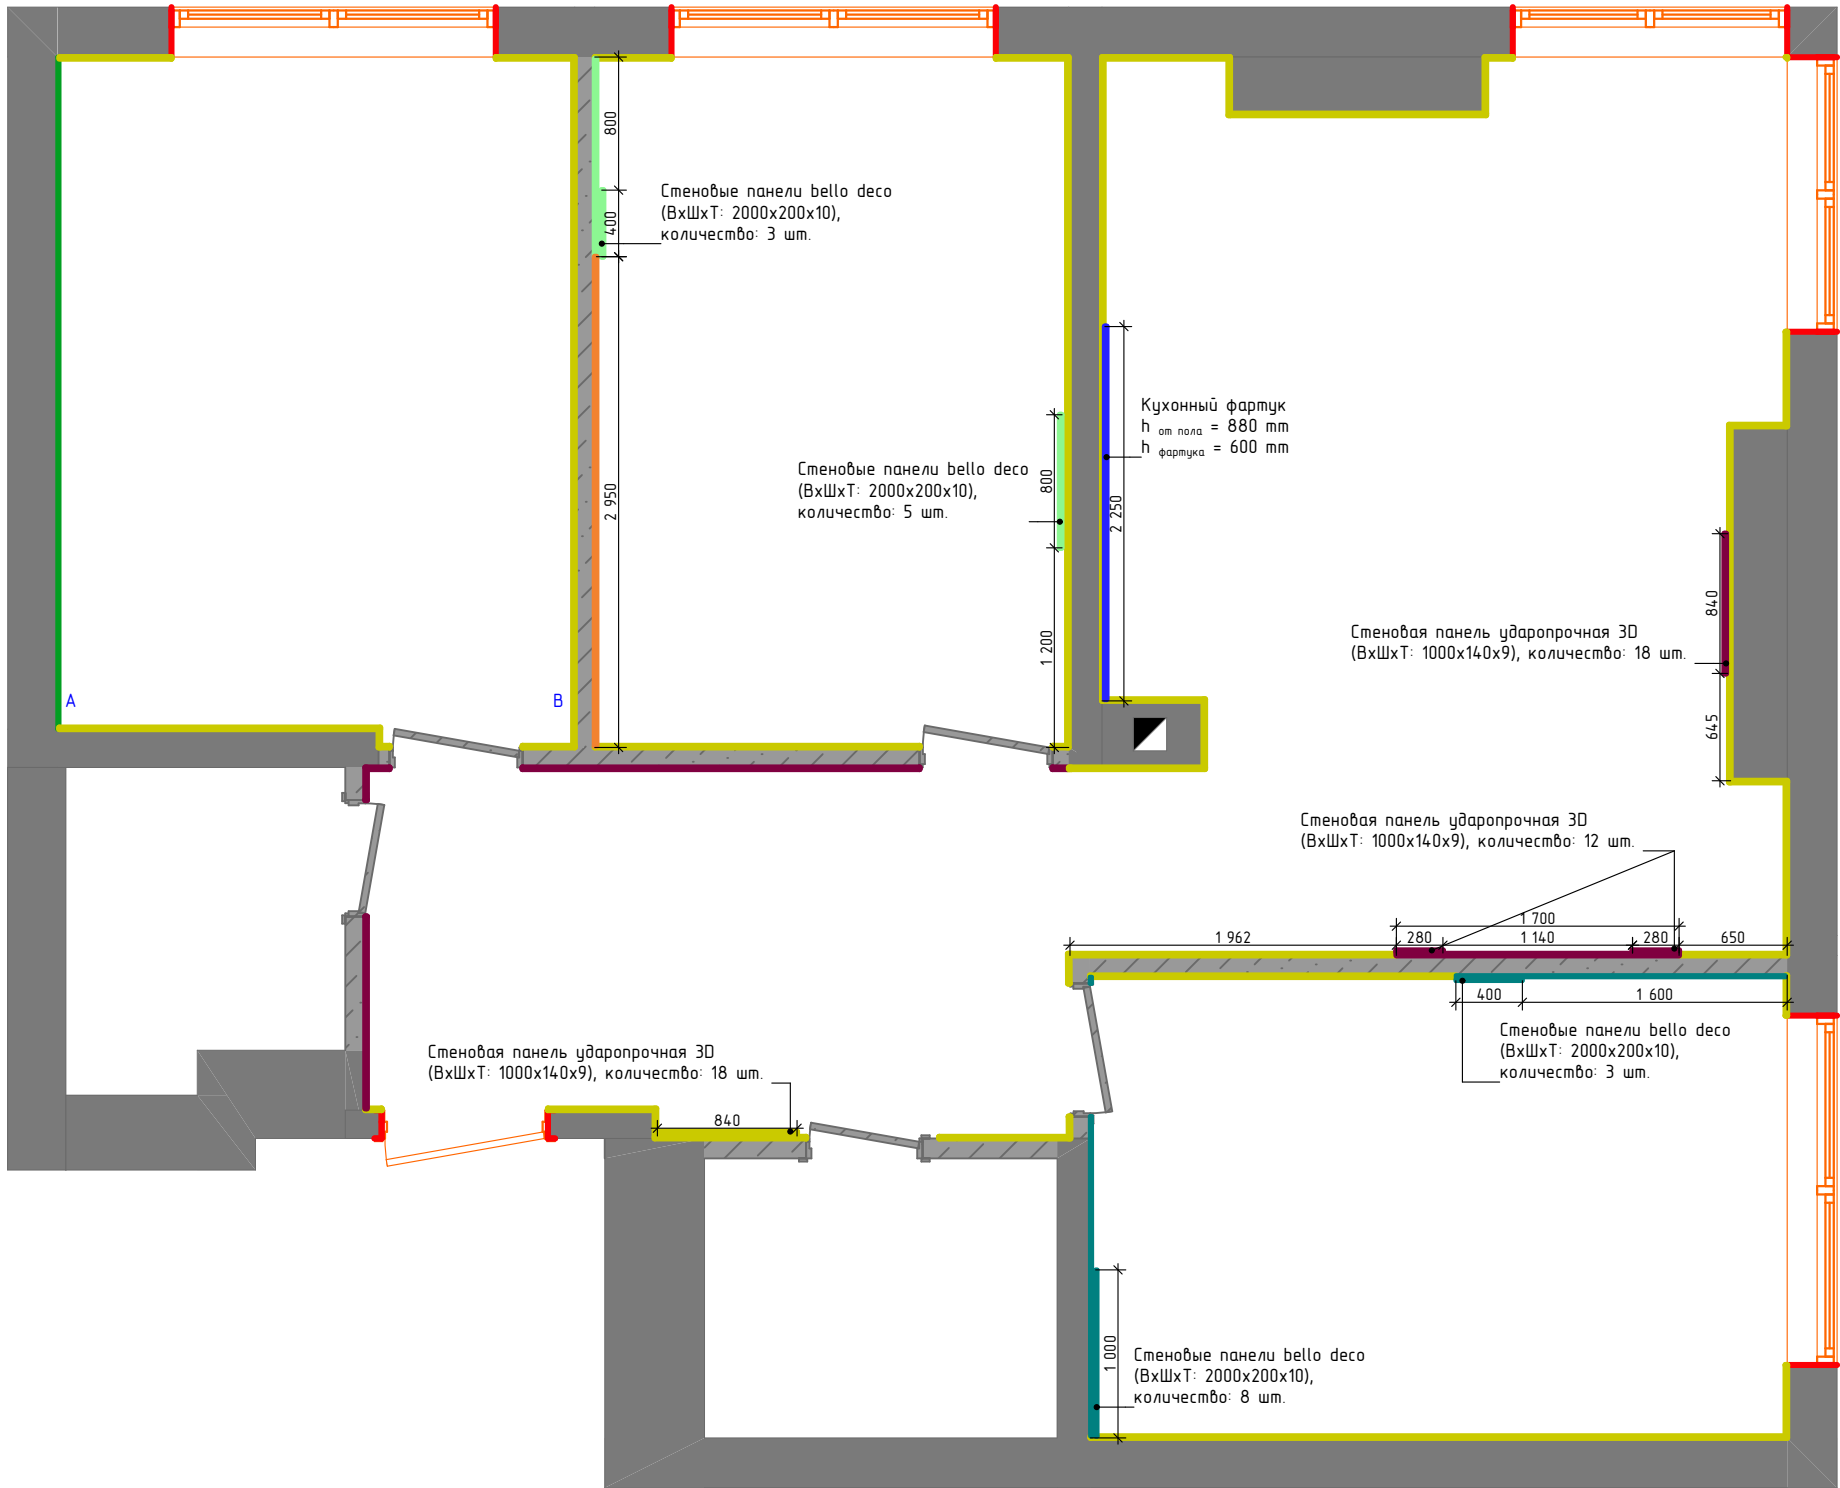 800
400
Стеновые панели bello deco
(ВхШхТ: 2000х200х10),
количество: 3 шт.
2 950
Стеновые панели bello deco
(ВхШхТ: 2000х200х10),
количество: 5 шт.
800
1 200
Кухонный фартук
h от пола = 880 mm
h фартука = 600 mm
2 250
Стеновая панель ударопрочная 3D
(ВхШхТ: 1000х140х9), количество: 18 шт.
840
645
A
B
Стеновая панель ударопрочная 3D
(ВхШхТ: 1000х140х9), количество: 12 шт.
1 700
1 962
280
1 140
280
650
400
1 600
Стеновые панели bello deco
(ВхШхТ: 2000х200х10),
количество: 3 шт.
Стеновая панель ударопрочная 3D
(ВхШхТ: 1000х140х9), количество: 18 шт.
840
1 000
Стеновые панели bello deco
(ВхШхТ: 2000х200х10),
количество: 8 шт.